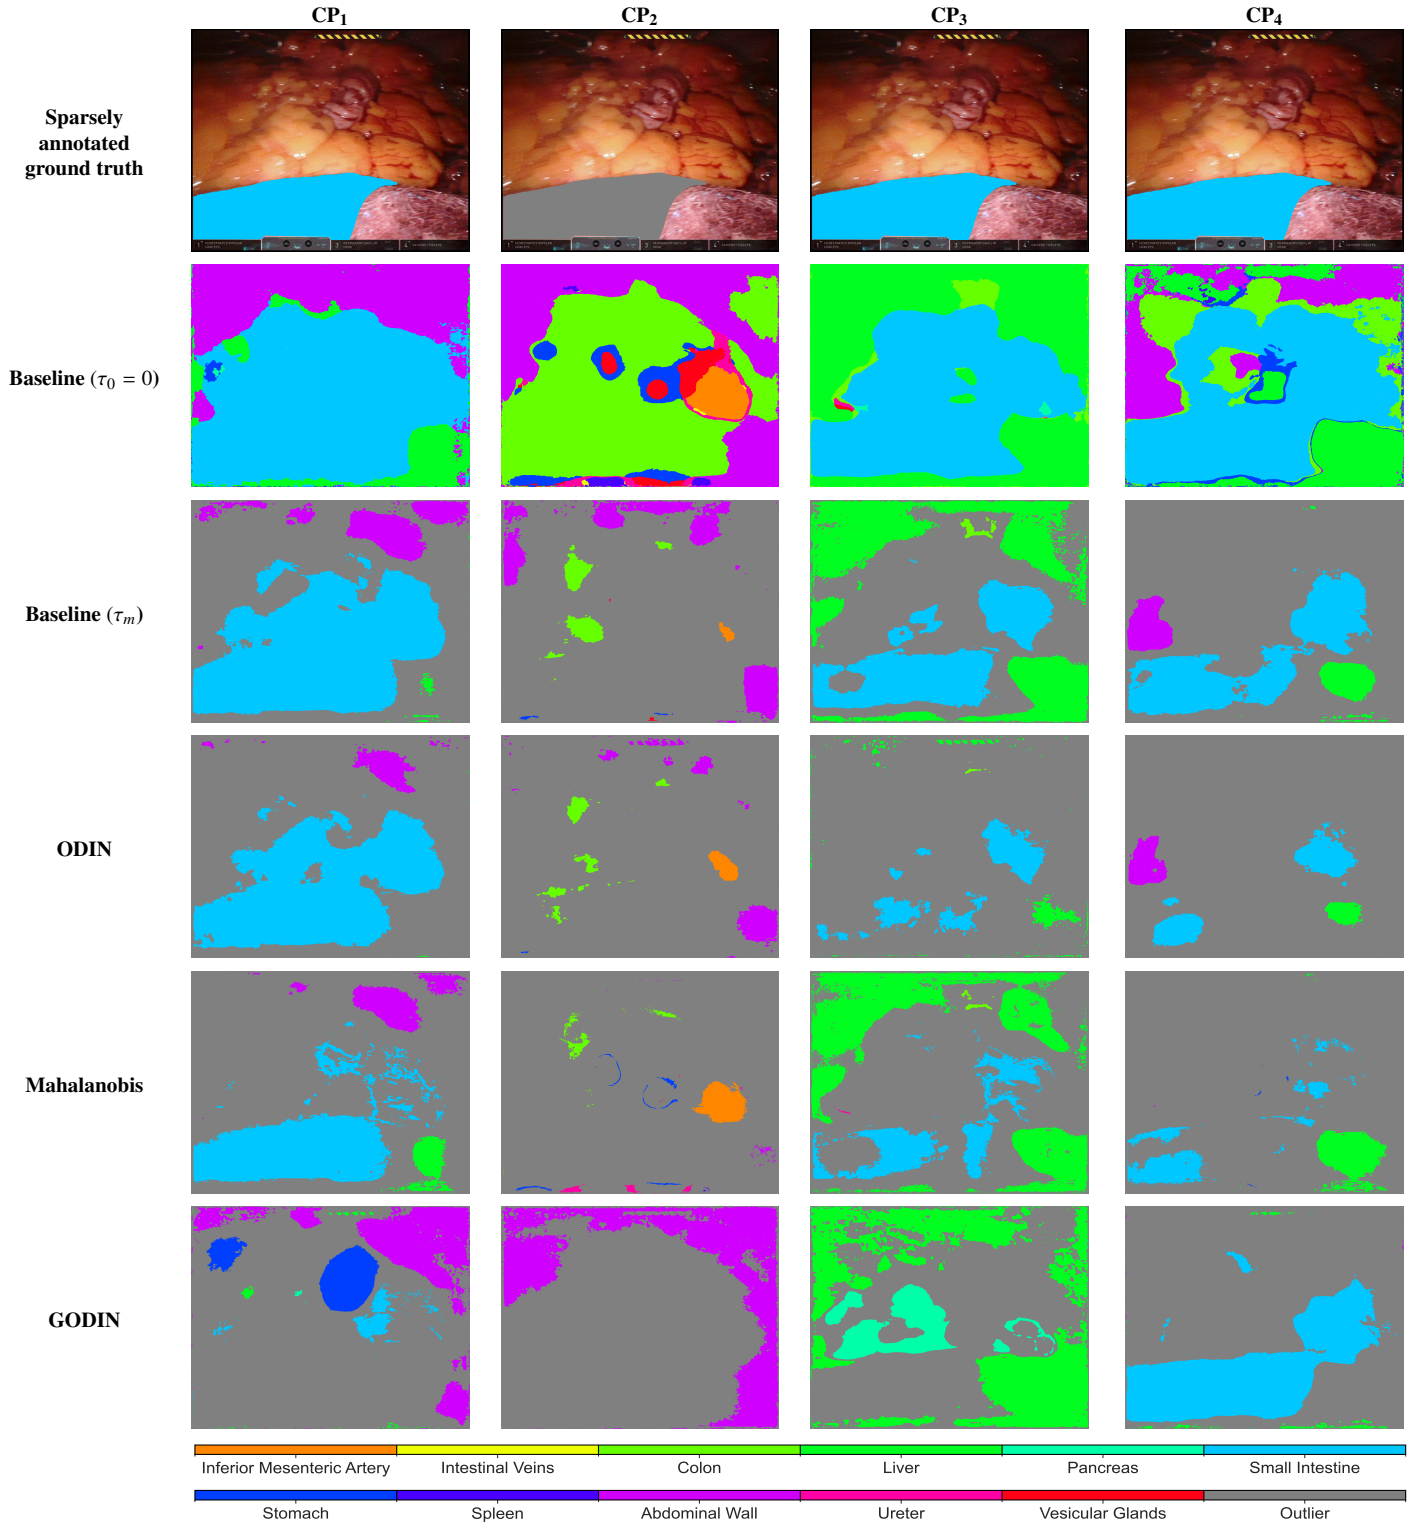 CP₁ CP₂ CP₃ CP₄
Sparsely
annotated
ground truth
Baseline (τ₀ = 0)
Baseline (τₘ)
ODIN
Mahalanobis
GODIN
Inferior Mesenteric Artery Intestinal Veins Colon Liver Pancreas Small Intestine
Stomach Spleen Abdominal Wall Ureter Vesicular Glands Outlier